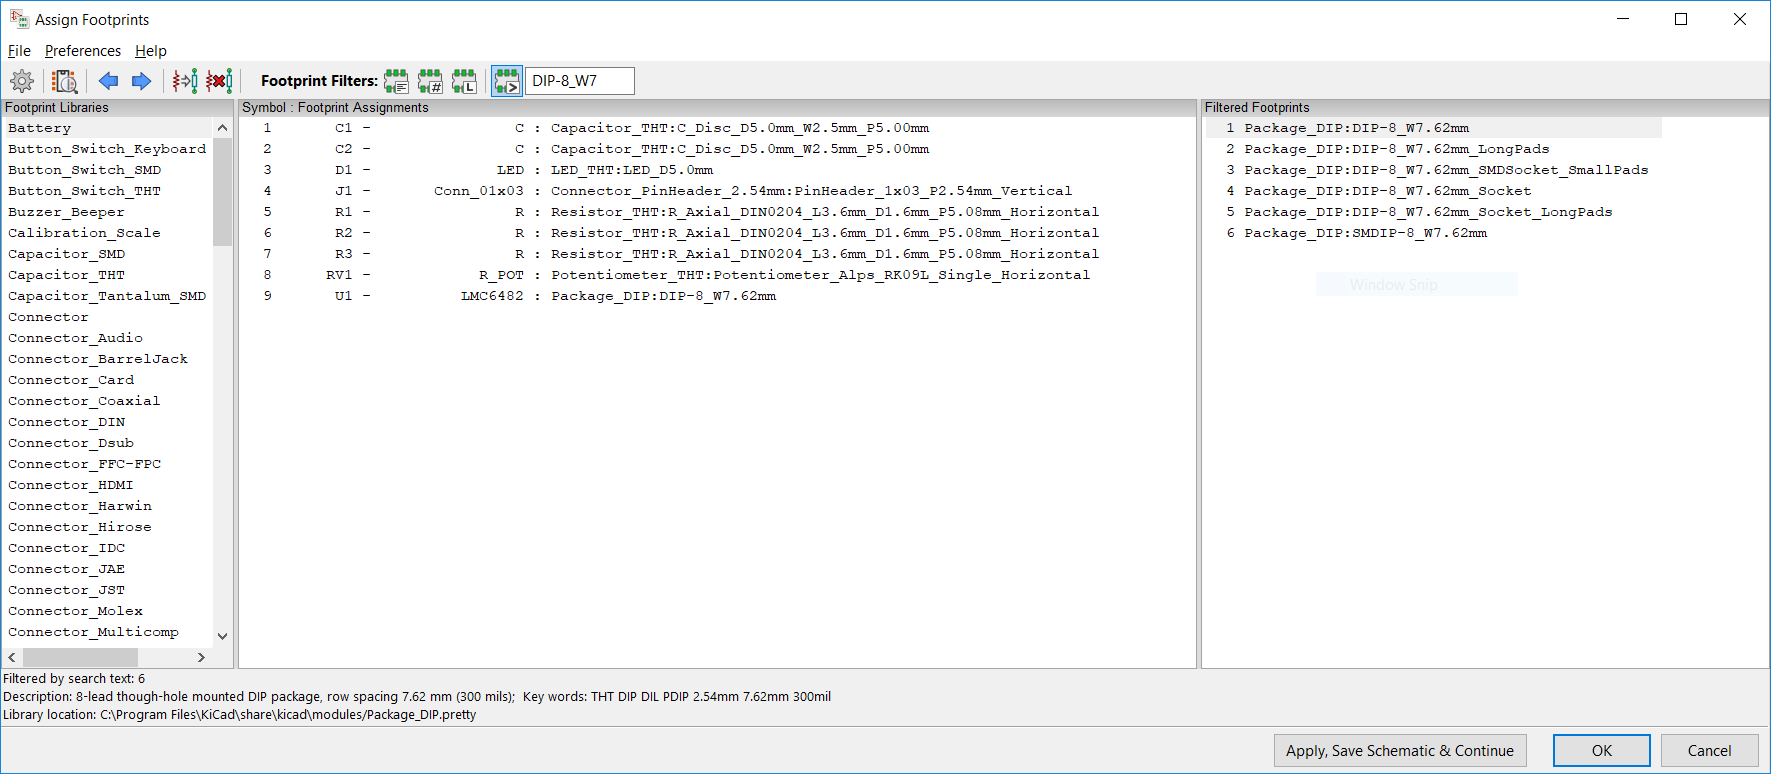 Assign Footprints
File Preferences Help
Footprint Filters: DIP-8_W7
Footprint Libraries
Battery
Button_Switch_Keyboard
Button_Switch_SMD
Button_Switch_THT
Buzzer_Beeper
Calibration_Scale
Capacitor_SMD
Capacitor_THT
Capacitor_Tantalum_SMD
Connector
Connector_Audio
Connector_BarrelJack
Connector_Card
Connector_Coaxial
Connector_DIN
Connector_Dsub
Connector_FFC-FPC
Connector_HDMI
Connector_Harwin
Connector_Hirose
Connector_IDC
Connector_JAE
Connector_JST
Connector_Molex
Connector_Multicomp
Symbol : Footprint Assignments
1 C1 - C : Capacitor_THT:C_Disc_D5.0mm_W2.5mm_P5.00mm
2 C2 - C : Capacitor_THT:C_Disc_D5.0mm_W2.5mm_P5.00mm
3 D1 - LED : LED_THT:LED_D5.0mm
4 J1 - Conn_01x03 : Connector_PinHeader_2.54mm:PinHeader_1x03_P2.54mm_Vertical
5 R1 - R : Resistor_THT:R_Axial_DIN0204_L3.6mm_D1.6mm_P5.08mm_Horizontal
6 R2 - R : Resistor_THT:R_Axial_DIN0204_L3.6mm_D1.6mm_P5.08mm_Horizontal
7 R3 - R : Resistor_THT:R_Axial_DIN0204_L3.6mm_D1.6mm_P5.08mm_Horizontal
8 RV1 - R_POT : Potentiometer_THT:Potentiometer_Alps_RK09L_Single_Horizontal
9 U1 - LMC6482 : Package_DIP:DIP-8_W7.62mm
Filtered Footprints
1 Package_DIP:DIP-8_W7.62mm
2 Package_DIP:DIP-8_W7.62mm_LongPads
3 Package_DIP:DIP-8_W7.62mm_SMDSocket_SmallPads
4 Package_DIP:DIP-8_W7.62mm_Socket
5 Package_DIP:DIP-8_W7.62mm_Socket_LongPads
6 Package_DIP:SMDIP-8_W7.62mm
Window Snip
Filtered by search text: 6
Description: 8-lead though-hole mounted DIP package, row spacing 7.62 mm (300 mils);  Key words: THT DIP DIL PDIP 2.54mm 7.62mm 300mil
Library location: C:\Program Files\KiCad\share\kicad\modules/Package_DIP.pretty
Apply, Save Schematic & Continue OK Cancel